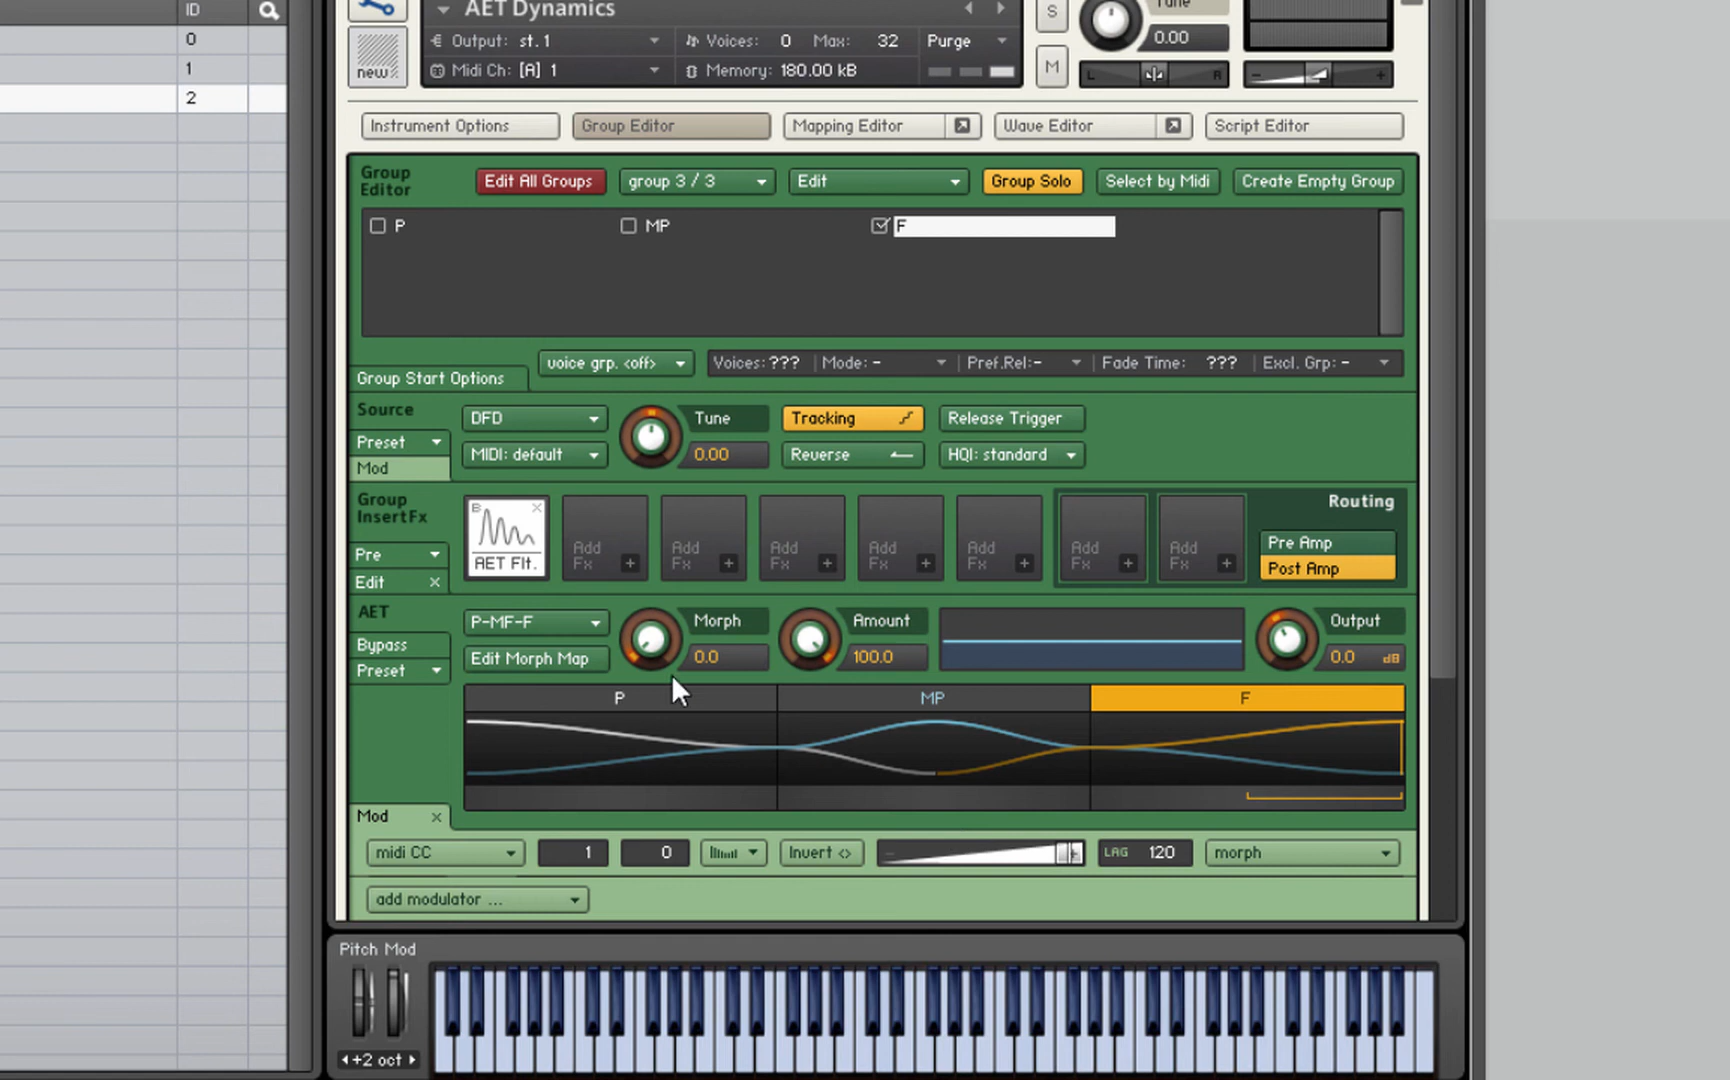 ID
0
1
2
AET Dynamics
Output: st.1
Voices: 0 Max: 32
Purge
new
Midi Ch: [A] 1
Memory: 180.00 kB
S
M
Tune
0.00
L R
- +
Instrument Options
Group Editor
Mapping Editor
Wave Editor
Script Editor
Group Editor
Edit All Groups
group 3 / 3
Edit
Group Solo
Select by Midi
Create Empty Group
P
MP
F
voice grp. <off>
Voices: ???
Mode: -
Pref.Rel:-
Fade Time: ???
Excl. Grp: -
Group Start Options
Source
DFD
Tune
Tracking
Release Trigger
Preset
MIDI: default
0.00
Reverse
HQI: standard
Mod
Group InsertFx
B
X
AET Flt.
Add Fx +
Add Fx +
Add Fx +
Add Fx +
Add Fx +
Add Fx +
Add Fx +
Routing
Pre Amp
Post Amp
Pre
Edit ×
AET
P-MF-F
Morph
Amount
Output
Bypass
Edit Morph Map
0.0
100.0
0.0 dB
Preset
P
MP
F
Mod ×
midi CC
1
0
Invert <>
LAG 120
morph
add modulator ...
Pitch Mod
+2 oct